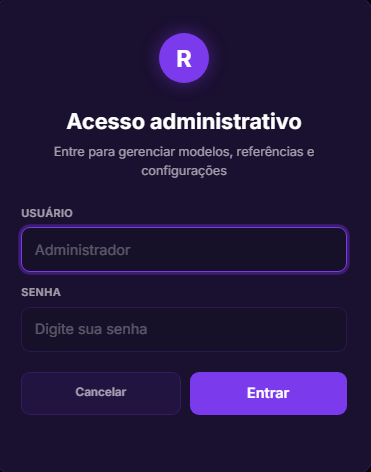 R
Acesso administrativo
Entre para gerenciar modelos, referências e
configurações
USUÁRIO
Administrador
SENHA
Digite sua senha
Cancelar
Entrar